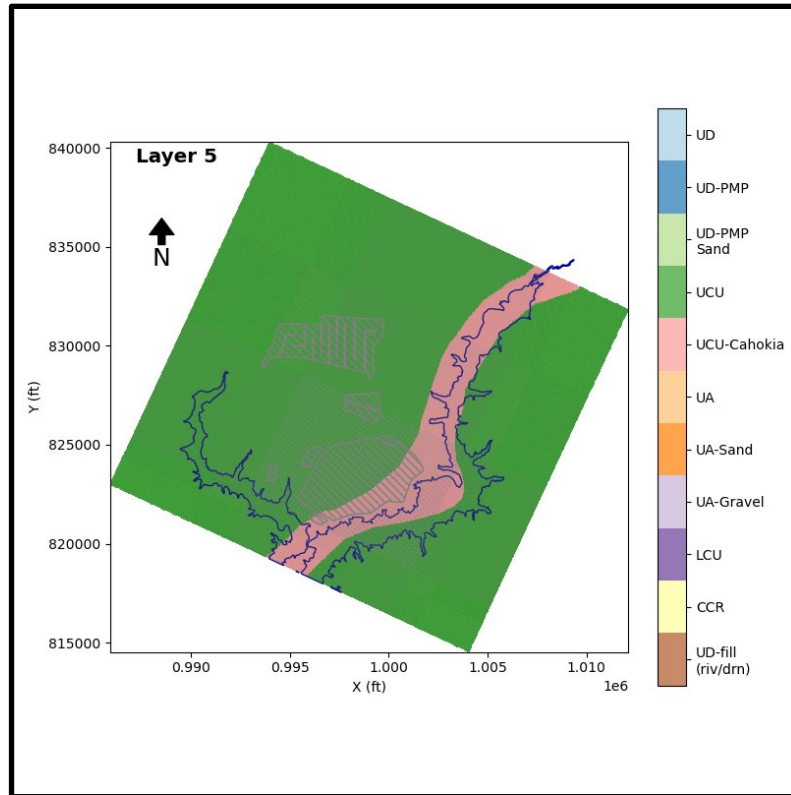 Layer 5
N
840000
835000
830000
825000
820000
815000
Y (ft)
0.990
0.995
1.000
1.005
1.010
X (ft)
1e6
UD
UD-PMP
UD-PMP
Sand
UCU
UCU-Cahokia
UA
UA-Sand
UA-Gravel
LCU
CCR
UD-fill
(riv/drn)